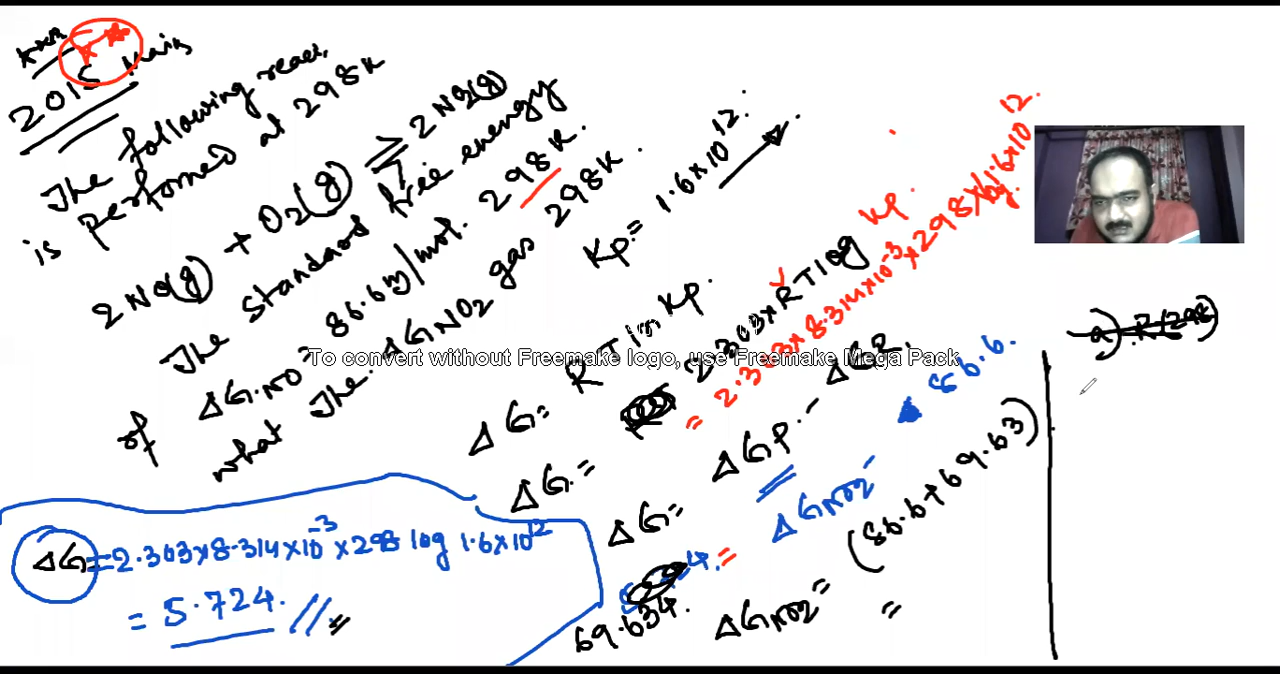 2015 Mains
The following reac.
is performed at 298K
2NO(g) + O2(g) ⇌ 2NO2(g)
The standard free energy
of ΔG.NO = 86.6 kJ/mol. 298K.
what The. ΔGNO2 gas 298K.
Kp = 1.6×10^12.
ΔG = RT ln Kp.
ΔG. = 2.303×RT log Kp.
= 2.303×8.314×10^-3×298×log 1.6×10^12.
ΔG = ΔGP - ΔGR.
69.634. = ΔGNO2 - 86.6.
ΔGNO2 = (86.6+69.63)
=
ΔG = 2.303×8.314×10^-3×298 log 1.6×10^12
= 5.724. //=
a) R(298)
To convert without Freemake logo, use Freemake Mega Pack